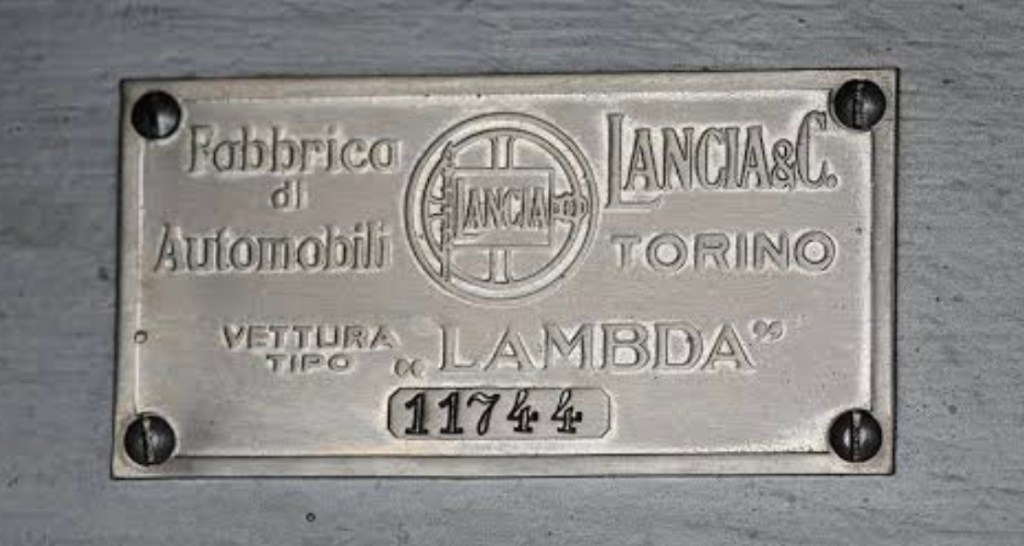 Fabbrica
di
Automobili
LANCIA
LANCIA & C.
TORINO
VETTURA
TIPO
"LAMBDA"
11744